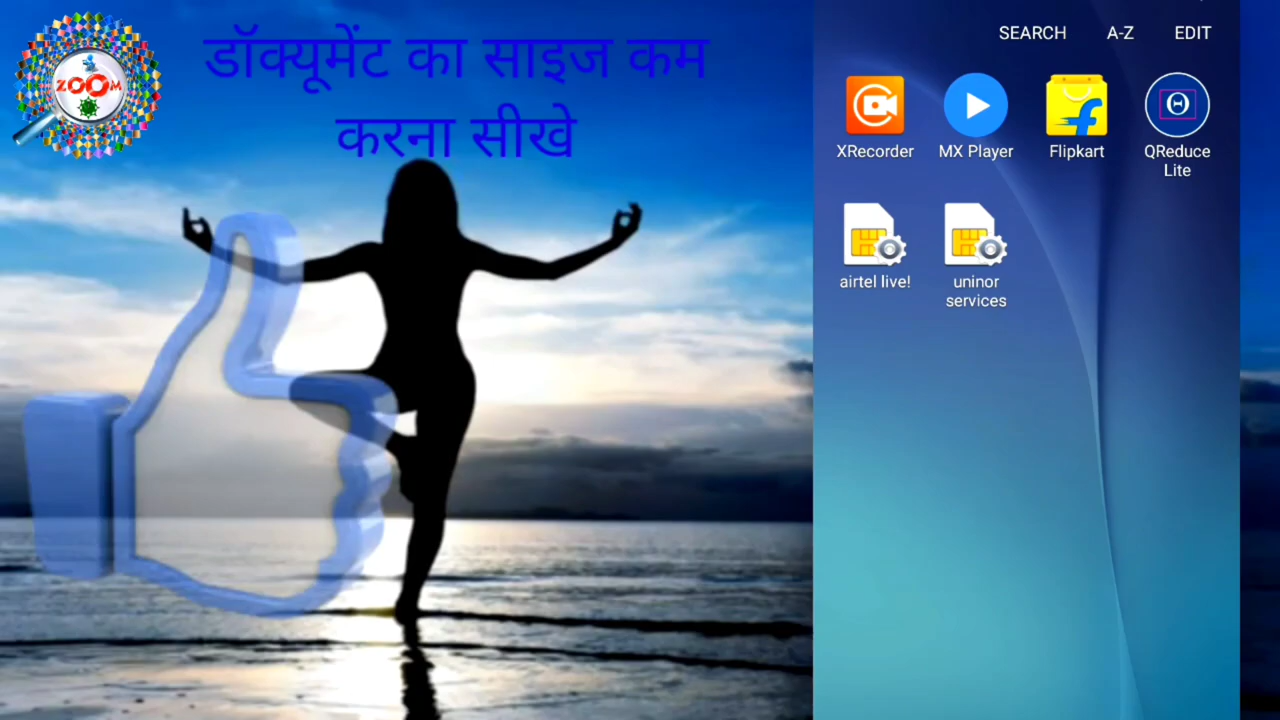 ZOOM
डॉक्यूमेंट का साइज कम
करना सीखे
SEARCH A-Z EDIT
XRecorder MX Player Flipkart QReduce
Lite
airtel live! uninor
services